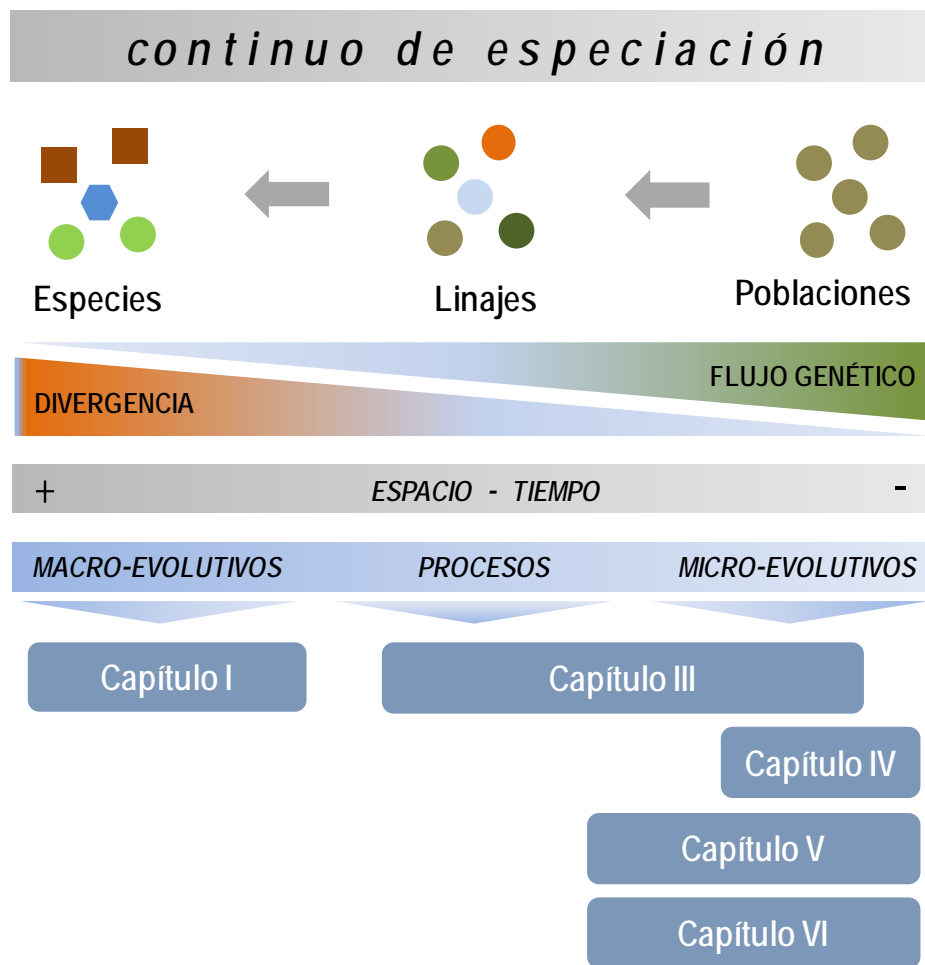 continuo de especiación
Especies
Linajes
Poblaciones
FLUJO GENÉTICO
DIVERGENCIA
+ ESPACIO - TIEMPO -
MACRO-EVOLUTIVOS PROCESOS MICRO-EVOLUTIVOS
Capítulo I
Capítulo III
Capítulo IV
Capítulo V
Capítulo VI